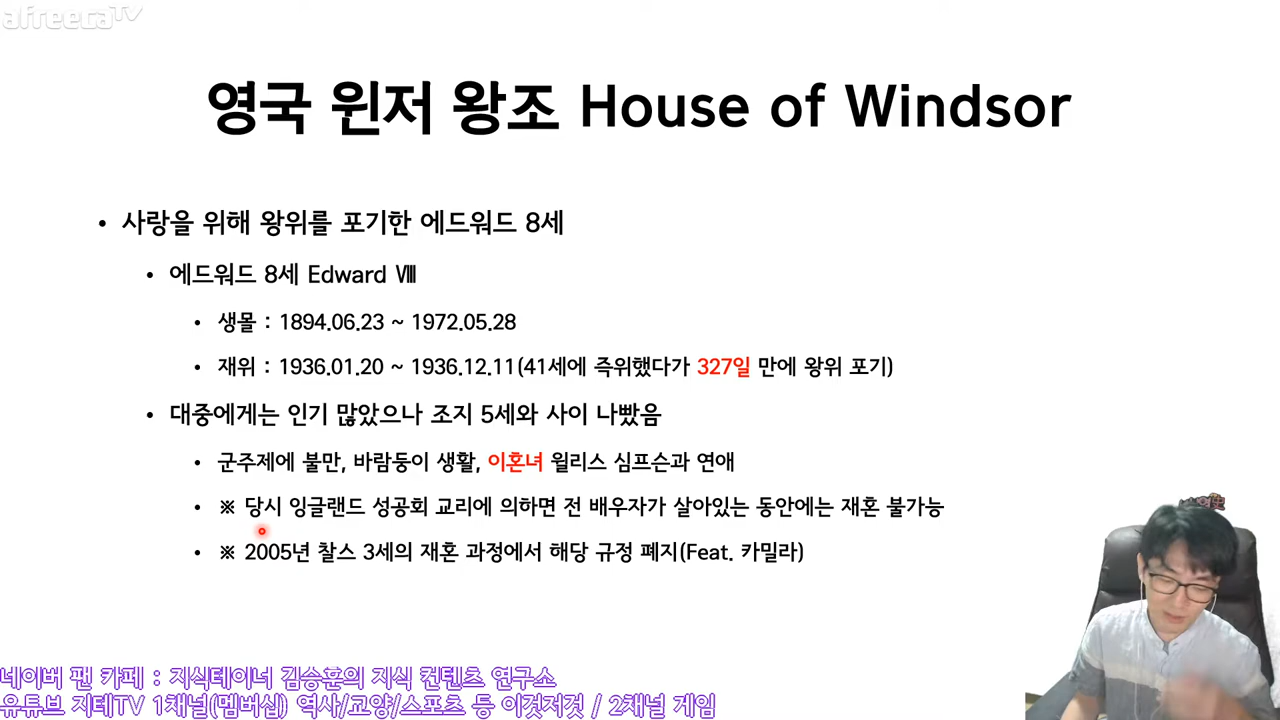 afreecaTV
영국 윈저 왕조 House of Windsor
• 사랑을 위해 왕위를 포기한 에드워드 8세
• 에드워드 8세 Edward Ⅷ
• 생몰 : 1894.06.23 ~ 1972.05.28
• 재위 : 1936.01.20 ~ 1936.12.11(41세에 즉위했다가 327일 만에 왕위 포기)
• 대중에게는 인기 많았으나 조지 5세와 사이 나빴음
• 군주제에 불만, 바람둥이 생활, 이혼녀 윌리스 심프슨과 연애
• ※ 당시 잉글랜드 성공회 교리에 의하면 전 배우자가 살아있는 동안에는 재혼 불가능
• ※ 2005년 찰스 3세의 재혼 과정에서 해당 규정 폐지(Feat. 카밀라)
네이버 팬 카페 : 지식테이너 김승훈의 지식 컨텐츠 연구소
유튜브 지테TV 1채널(멤버십) 역사/교양/스포츠 등 이것저것 / 2채널 게임